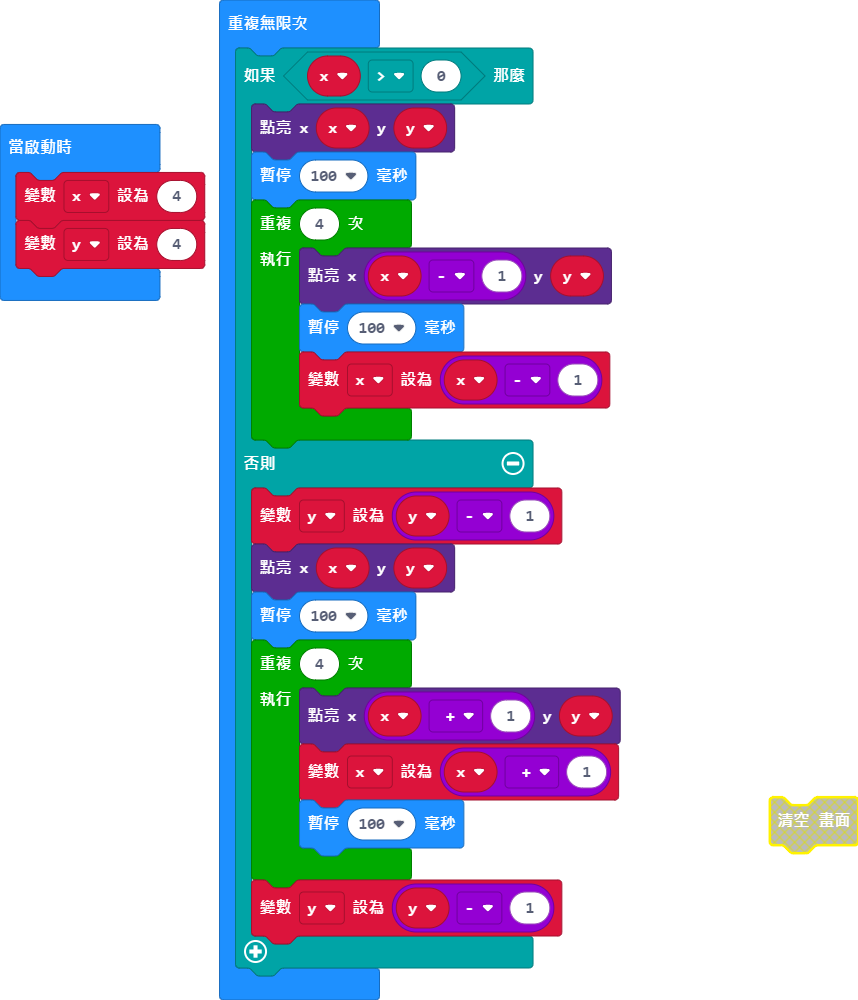 當啟動時
變數 x 設為 4
變數 y 設為 4
重複無限次
如果 x > 0 那麼
點亮 x x y y
暫停 100 毫秒
重複 4 次
執行
點亮 x x - 1 y y
暫停 100 毫秒
變數 x 設為 x - 1
否則
變數 y 設為 y - 1
點亮 x x y y
暫停 100 毫秒
重複 4 次
執行
點亮 x x + 1 y y
變數 x 設為 x + 1
暫停 100 毫秒
變數 y 設為 y - 1
清空 畫面